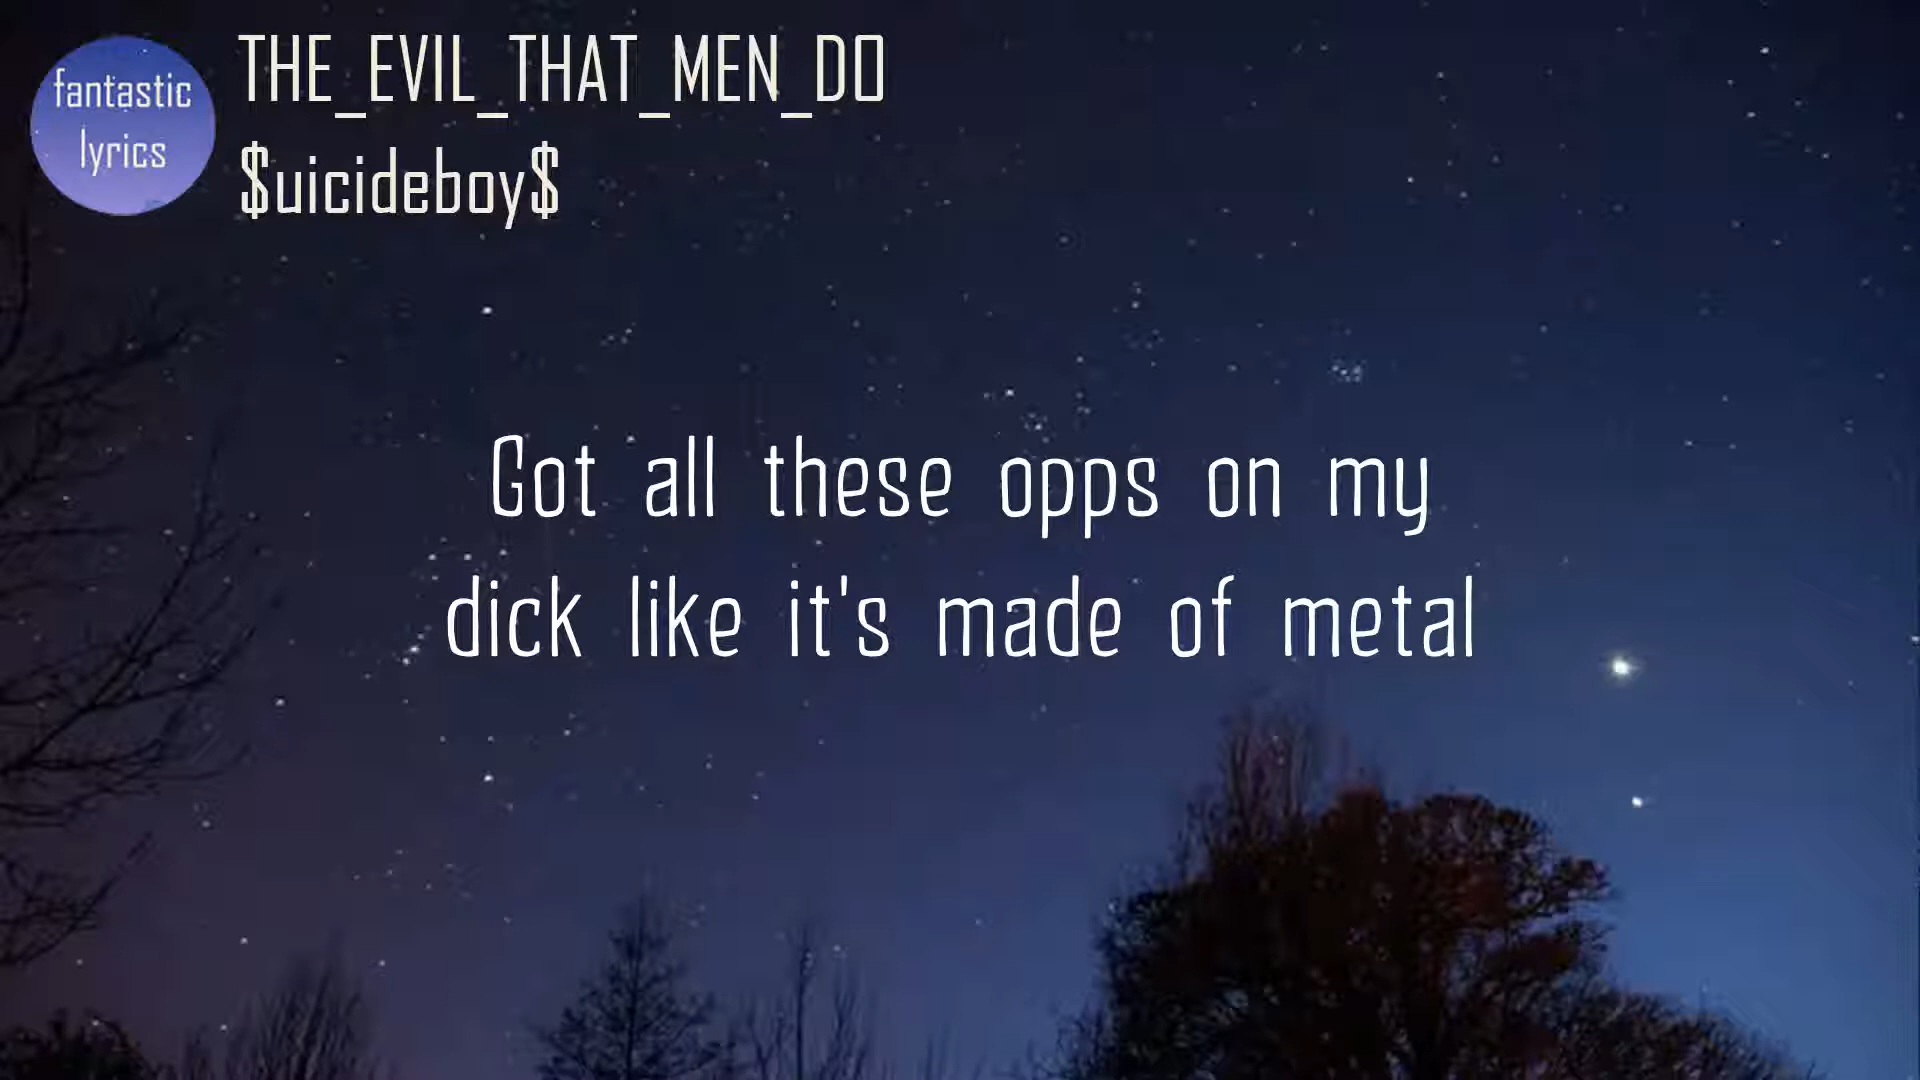 fantastic
lyrics
THE_EVIL_THAT_MEN_DO
$uicideboy$
Got all these opps on my
dick like it's made of metal